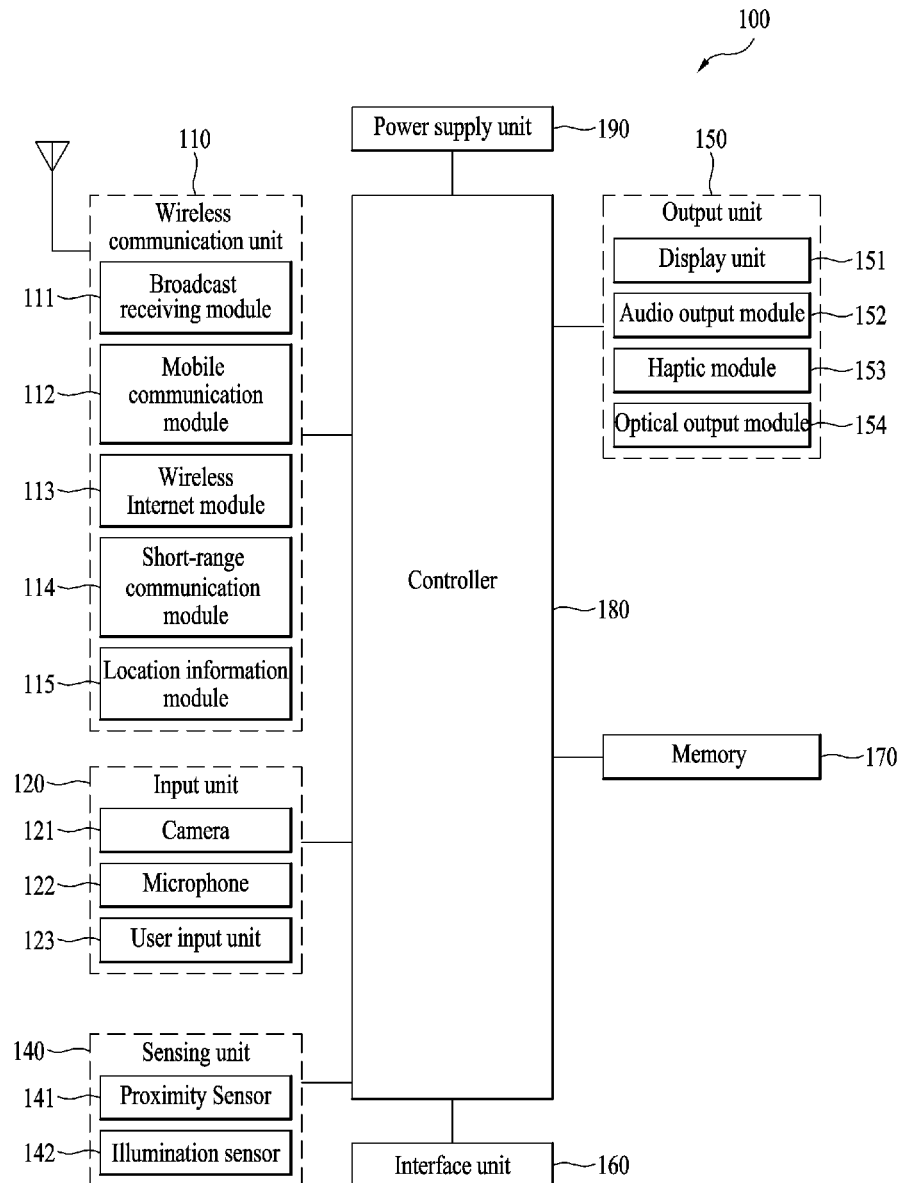 100
Power supply unit
190
110
150
Wireless
communication unit
Output unit
Broadcast
receiving module
111
Display unit
151
Mobile
communication
module
112
Audio output module
152
Haptic module
153
Optical output module
154
Wireless
Internet module
113
Short-range
communication
module
114
Controller
180
Location information
module
115
Memory
170
120
Input unit
121
Camera
122
Microphone
123
User input unit
140
Sensing unit
141
Proximity Sensor
142
Illumination sensor
Interface unit
160